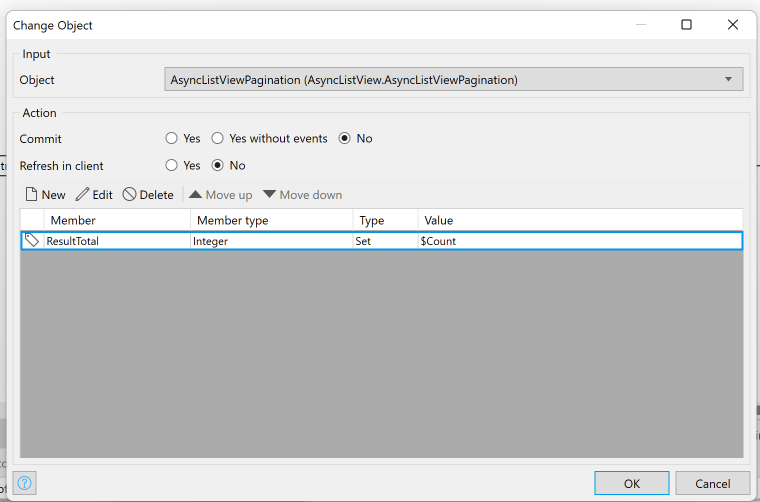 Change Object
Input
Object AsyncListViewPagination (AsyncListView.AsyncListViewPagination)
Action
Commit Yes Yes without events No
Refresh in client Yes No
New Edit Delete Move up Move down
Member Member type Type Value
ResultTotal Integer Set $Count
OK Cancel